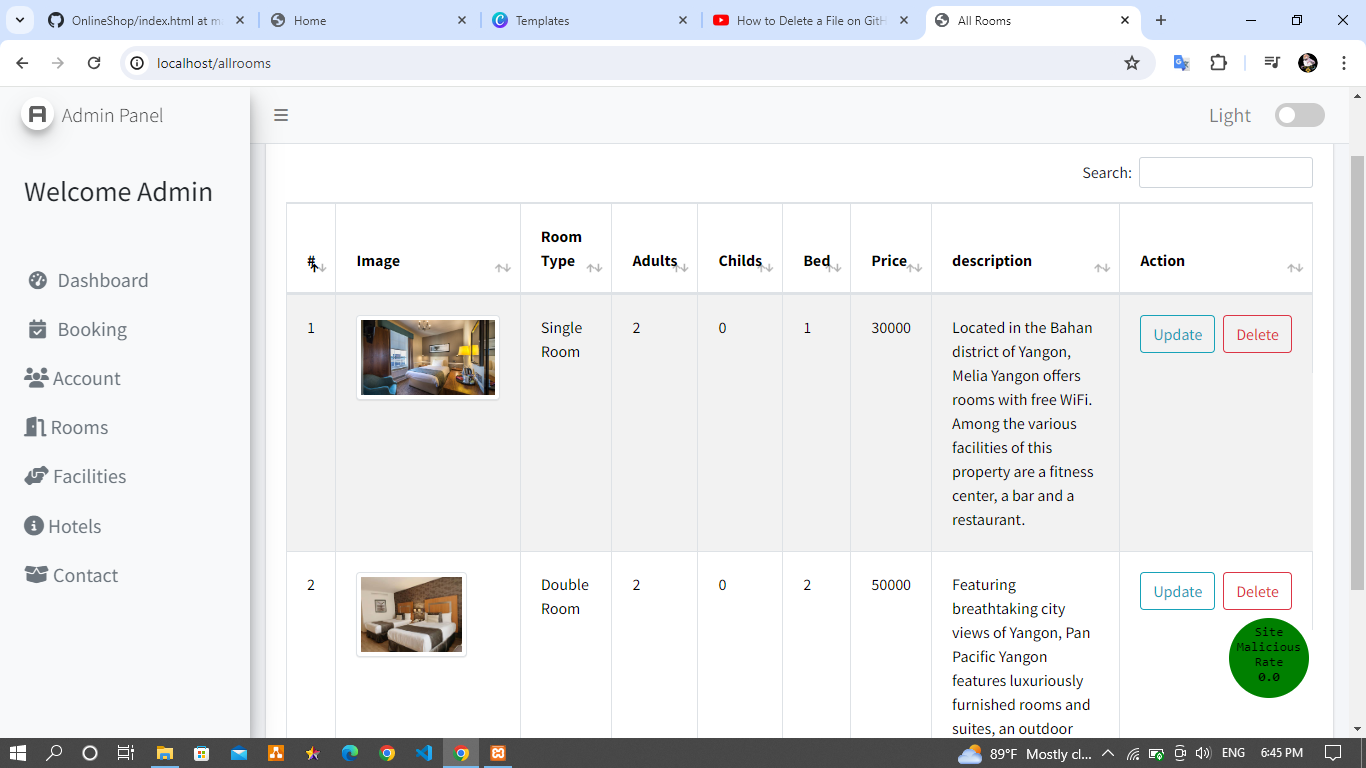 OnlineShop/index.html at ma
Home
Templates
How to Delete a File on GitH
All Rooms
localhost/allrooms
Admin Panel
Light
Welcome Admin
Dashboard
Booking
Account
Rooms
Facilities
Hotels
Contact
Search:
#
Image
Room
Type
Adults
Childs
Bed
Price
description
Action
1
Single
Room
2
0
1
30000
Located in the Bahan
district of Yangon,
Melia Yangon offers
rooms with free WiFi.
Among the various
facilities of this
property are a fitness
center, a bar and a
restaurant.
Update
Delete
2
Double
Room
2
0
2
50000
Featuring
breathtaking city
views of Yangon, Pan
Pacific Yangon
features luxuriously
furnished rooms and
suites, an outdoor
Update
Delete
Site
Malicious
Rate
0.0
89°F Mostly cl...
ENG
6:45 PM